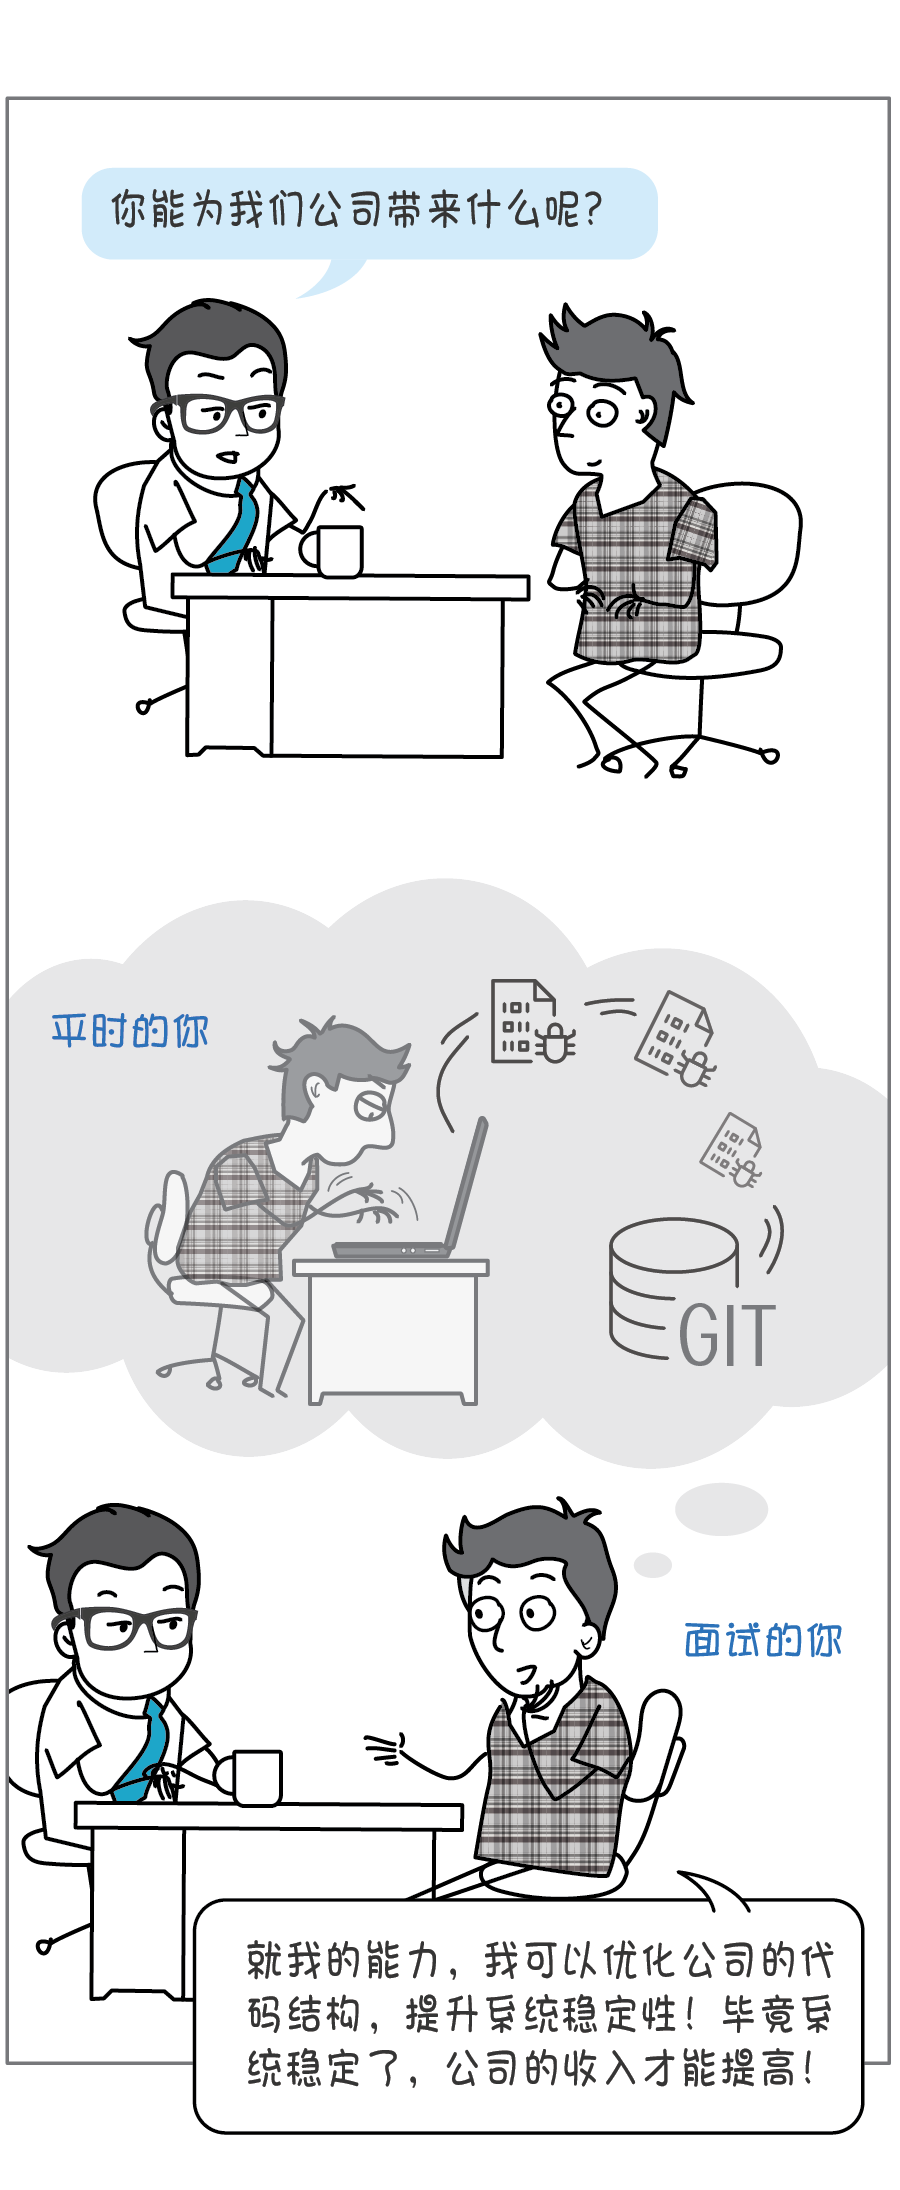 你能为我们公司带来什么呢?
平时的你
GIT
面试的你
就我的能力，我可以优化公司的代
码结构，提升系统稳定性！毕竟系
统稳定了，公司的收入才能提高！